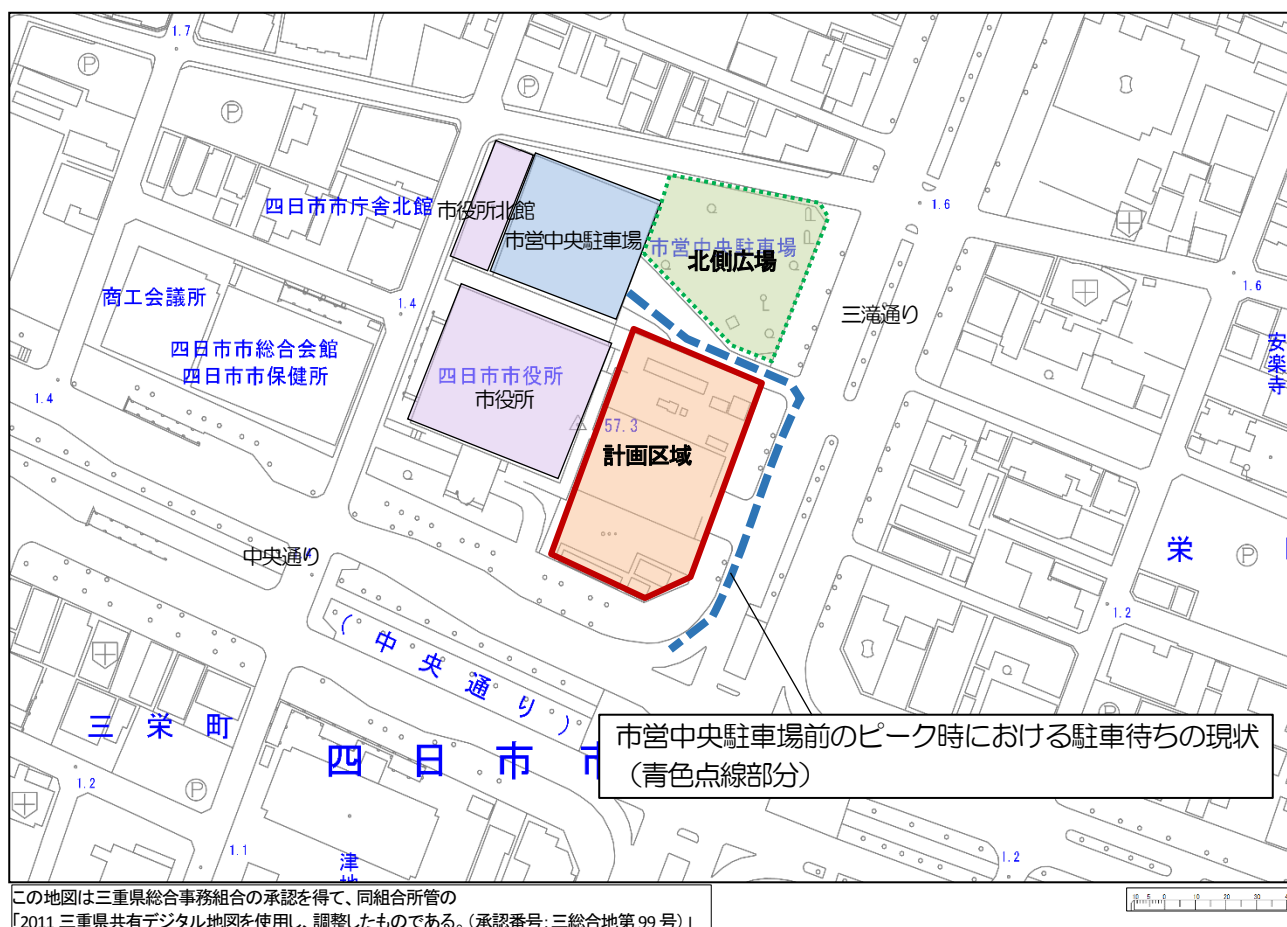 1.7
Ⓟ
Ⓟ
Ⓟ
四日市市庁舎北館
市役所北館
市営中央駐車場
市営中央駐車場
北側広場
1.6
三滝通り
1.6
商工会議所
1.4
四日市市総合会館
四日市市保健所
安楽寺
1.4
四日市市役所
市役所
57.3
計画区域
中央通り
栄
Ⓟ
1.2
(中央通り)
三栄町
四日市市
市営中央駐車場前のピーク時における駐車待ちの現状
(青色点線部分)
1.2
Ⓟ
1.1
津
1.2
この地図は三重県総合事務組合の承認を得て、同組合所管の
「2011 三重県共有デジタル地図を使用し、調整したものである。(承認番号:三総合地第 99 号)」
10 5 0 10 20 30